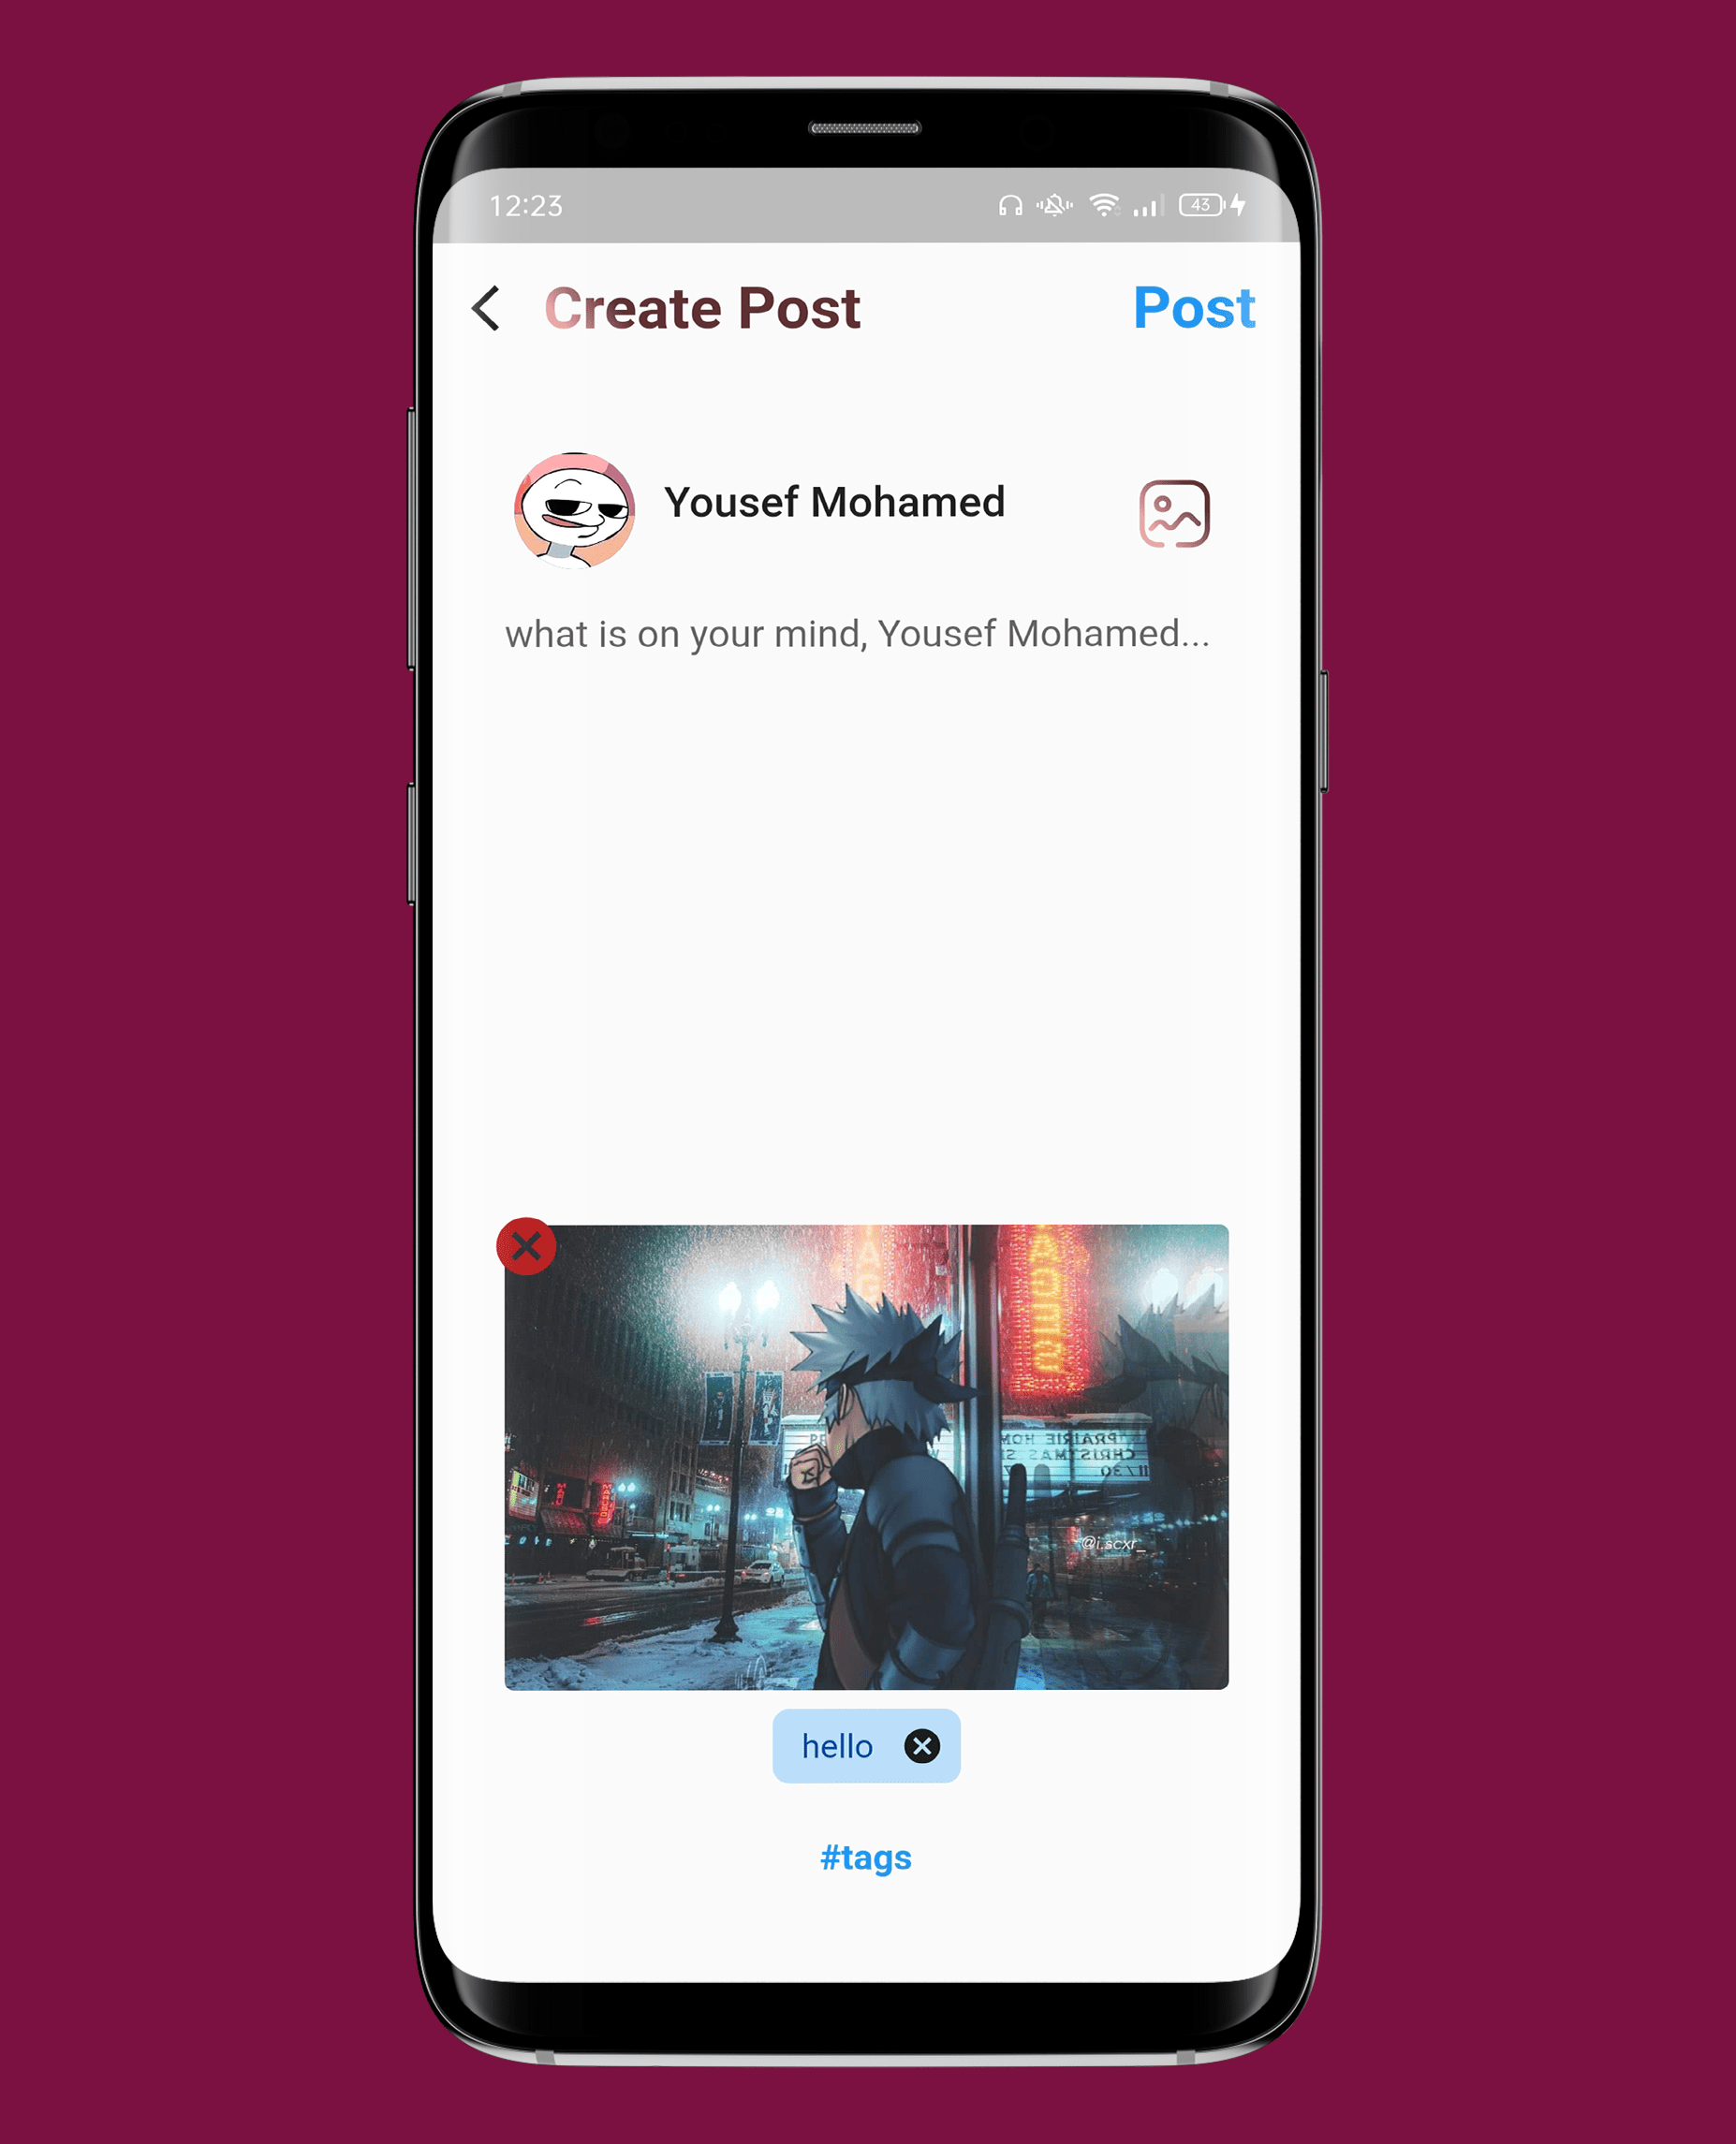 12:23
43
Create Post
Post
Yousef Mohamed
what is on your mind, Yousef Mohamed...
@i.scxr_
hello
#tags